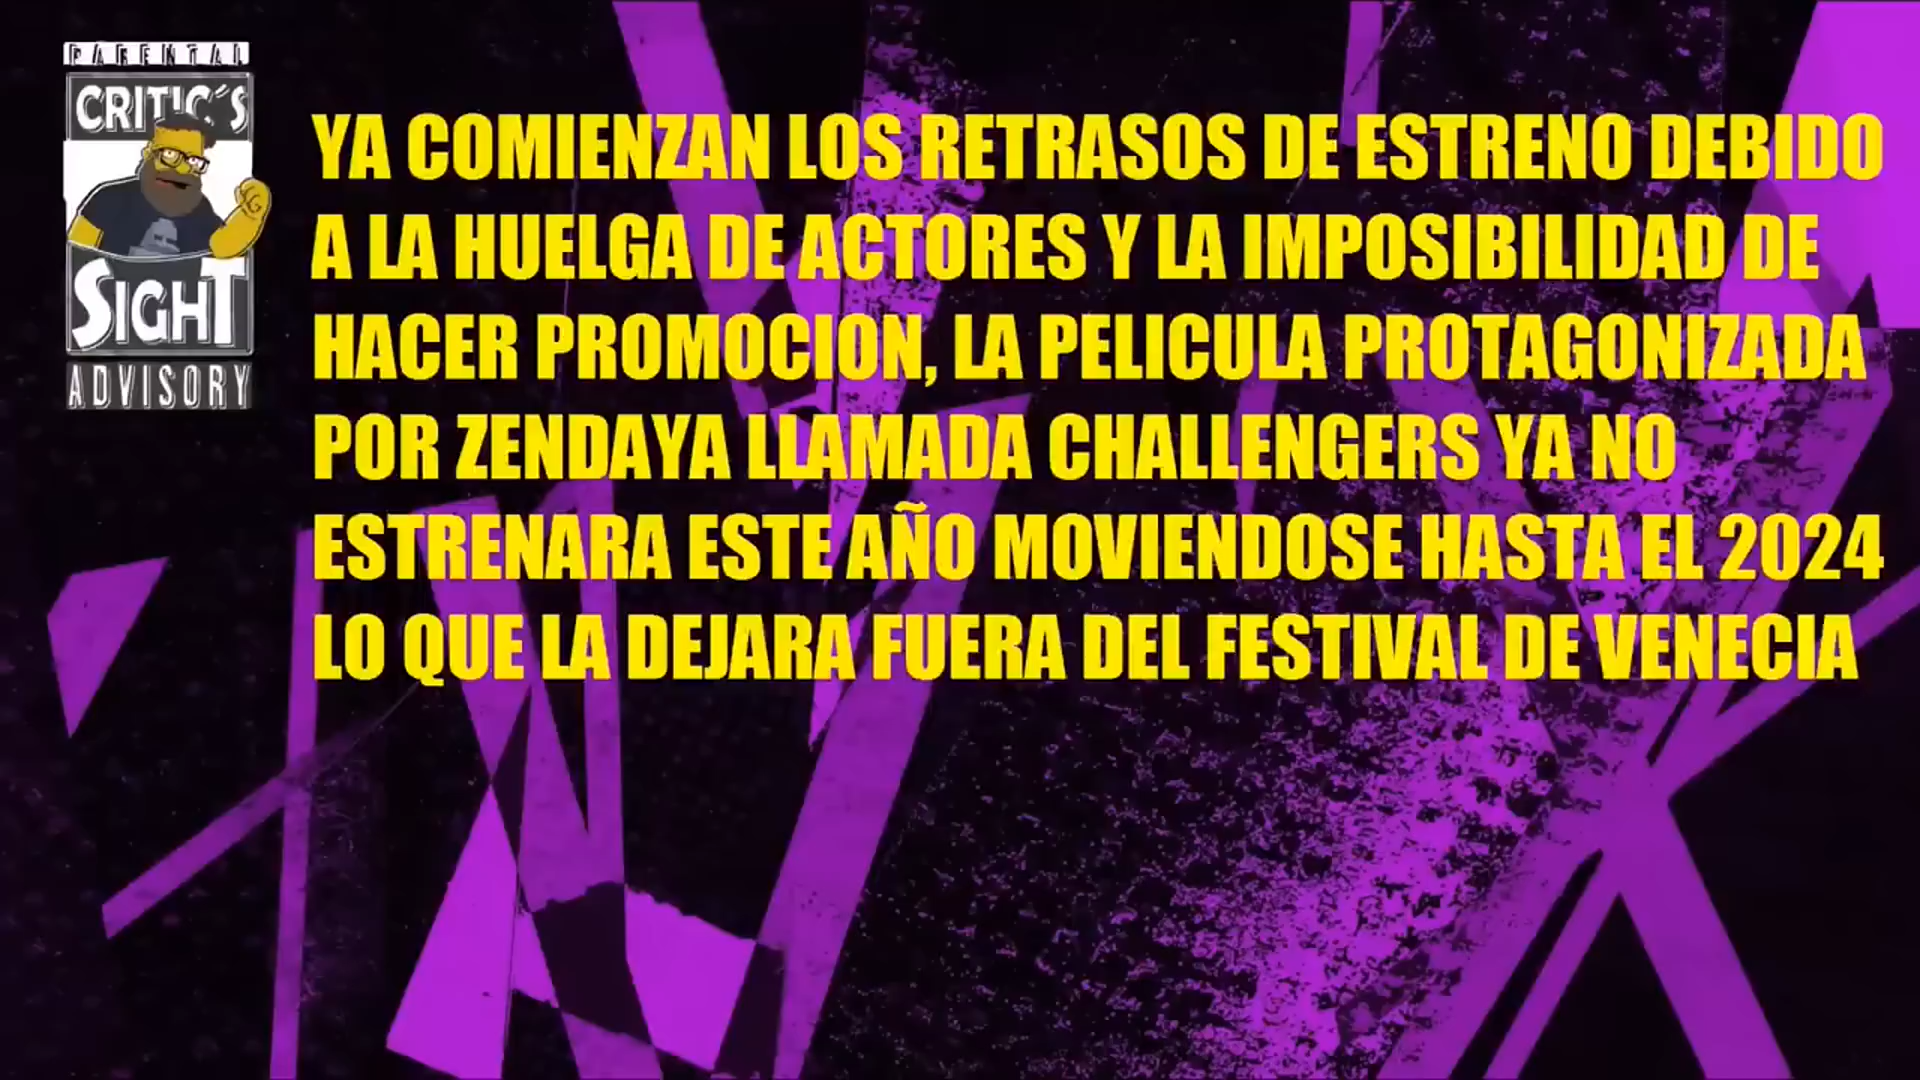 PARENTAL
CRITIC´S
SIGHT
ADVISORY
YA COMIENZAN LOS RETRASOS DE ESTRENO DEBIDO
A LA HUELGA DE ACTORES Y LA IMPOSIBILIDAD DE
HACER PROMOCION, LA PELICULA PROTAGONIZADA
POR ZENDAYA LLAMADA CHALLENGERS YA NO
ESTRENARA ESTE AÑO MOVIENDOSE HASTA EL 2024
LO QUE LA DEJARA FUERA DEL FESTIVAL DE VENECIA